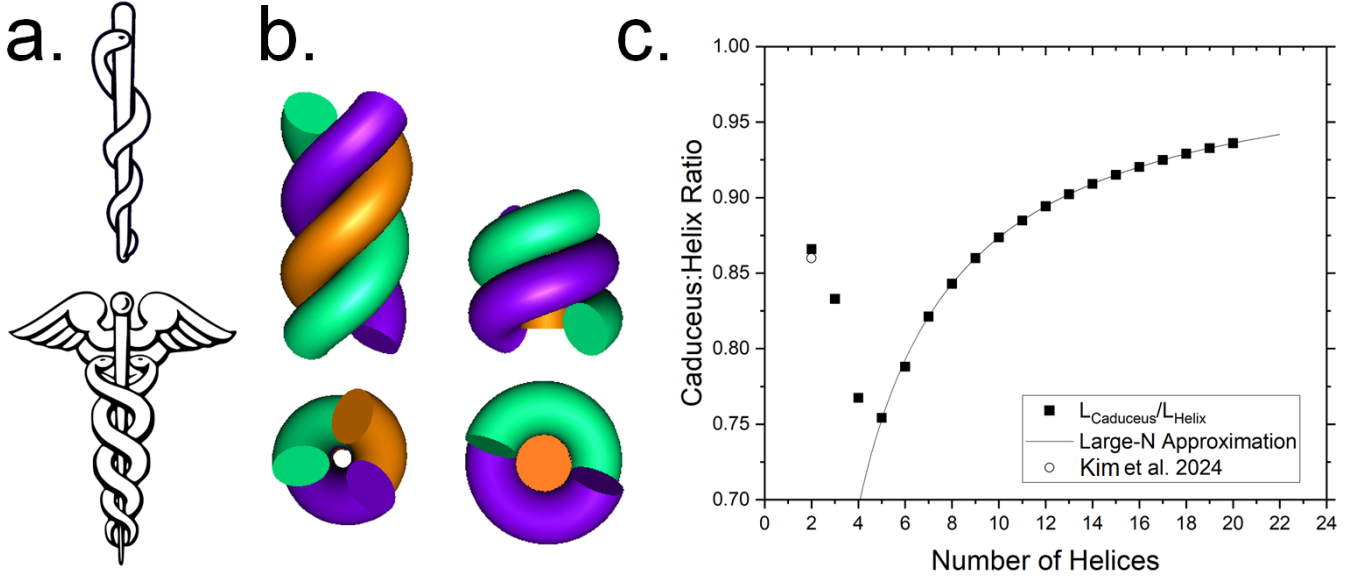 a.
b.
c.
1.00
0.95
0.90
0.85
0.80
0.75
0.70
Caduceus:Helix Ratio
L_Caduceus/L_Helix
Large-N Approximation
Kim et al. 2024
0 2 4 6 8 10 12 14 16 18 20 22 24
Number of Helices